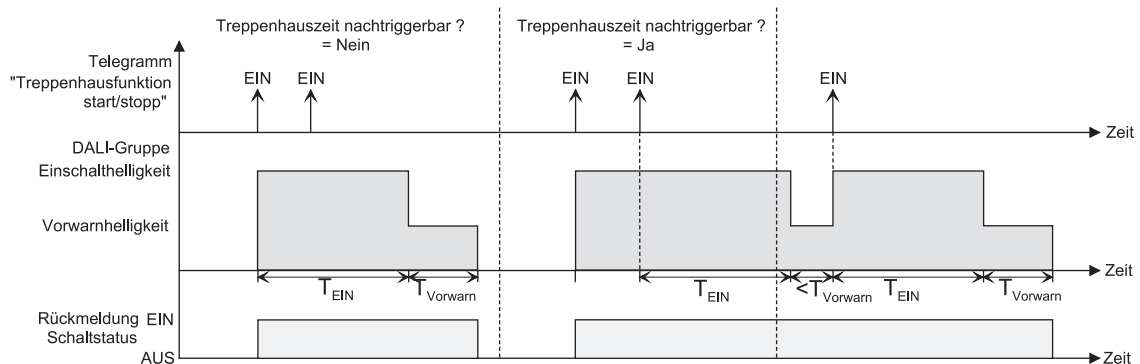 Treppenhauszeit nachtriggerbar ?
= Nein
Treppenhauszeit nachtriggerbar ?
= Ja
Telegramm
"Treppenhausfunktion
start/stopp"
EIN
EIN
EIN
EIN
EIN
Zeit
DALI-Gruppe
Einschalthelligkeit
Vorwarnhelligkeit
Zeit
T EIN
T Vorwarn
T EIN
<T Vorwarn
T EIN
T Vorwarn
Rückmeldung EIN
Schaltstatus
AUS
Zeit